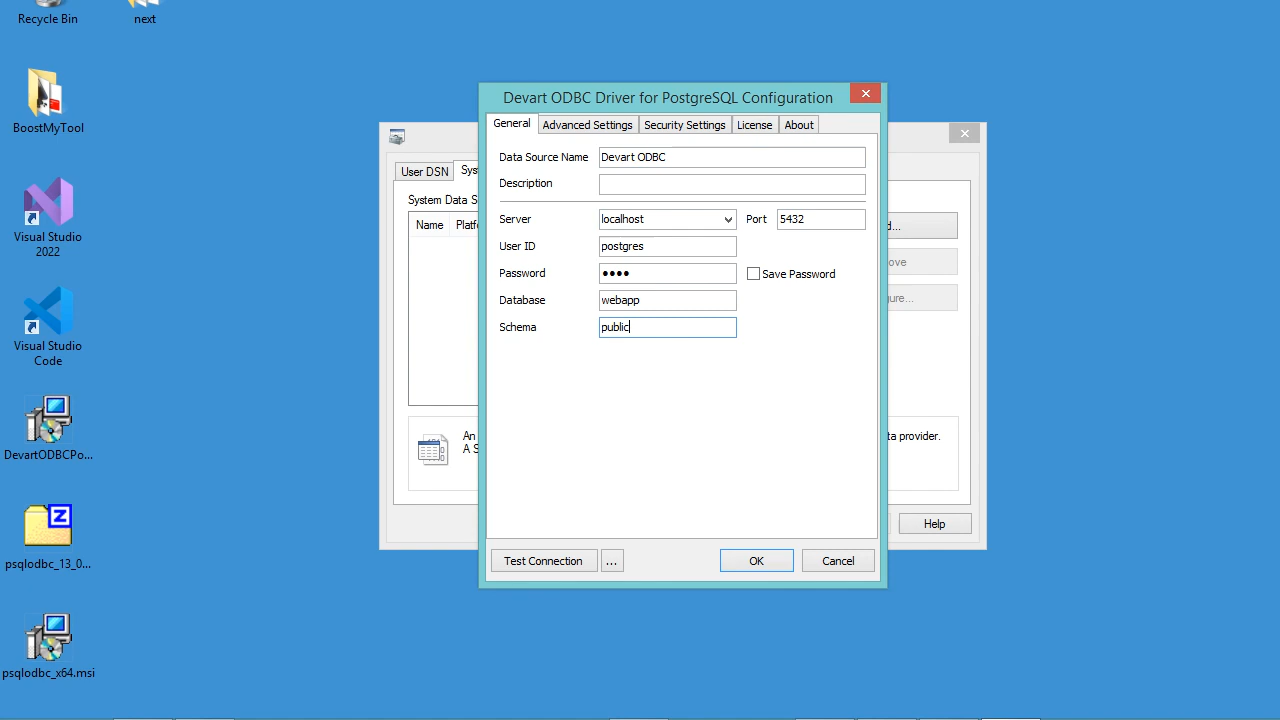 Recycle Bin
next
BoostMyTool
Visual Studio
2022
Visual Studio
Code
DevartODBCPo...
psqlodbc_13_0...
psqlodbc_x64.msi
Devart ODBC Driver for PostgreSQL Configuration
General
Advanced Settings
Security Settings
License
About
Data Source Name
Devart ODBC
Description
Server
localhost
Port
5432
User ID
postgres
Password
••••
Save Password
Database
webapp
Schema
public
Test Connection
...
OK
Cancel
User DSN
System Data S
Name
An
A S
ta provider.
Help